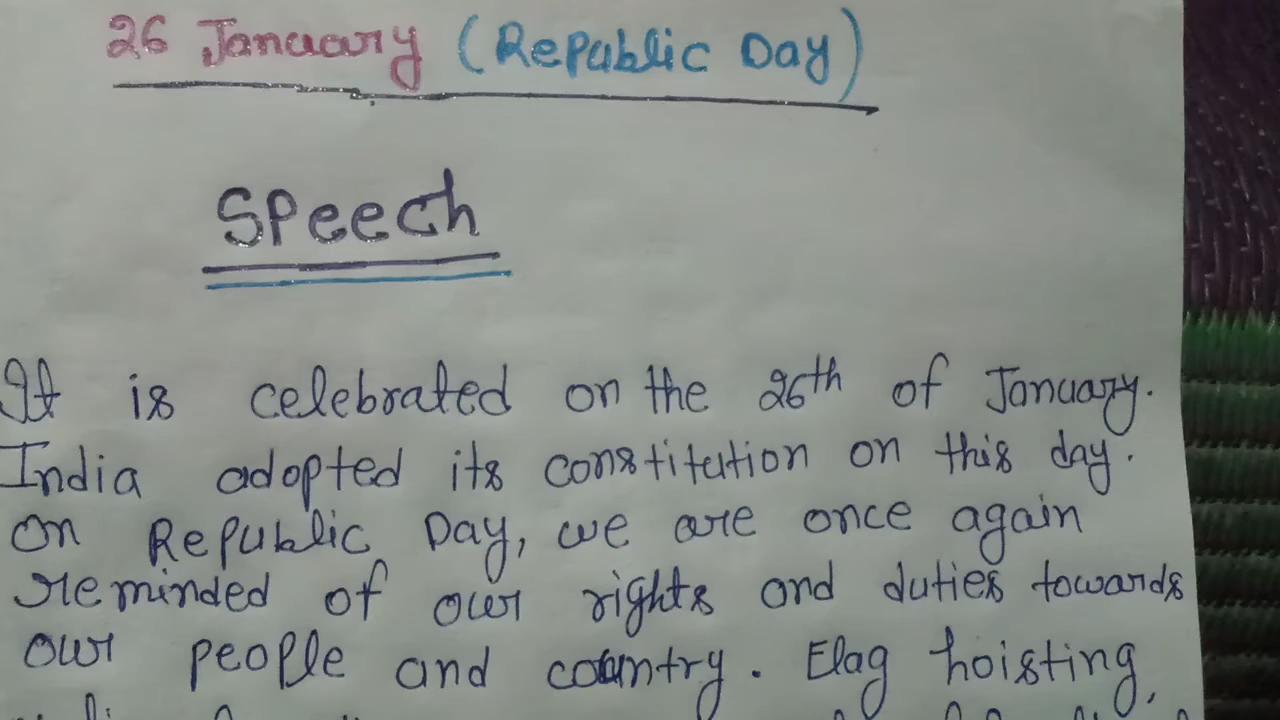 26 January (Republic Day)
Speech
It is celebrated on the 26th of January.
India adopted its constitution on this day.
On Republic Day, we are once again
reminded of our rights and duties towards
our people and country. Elag hoisting,